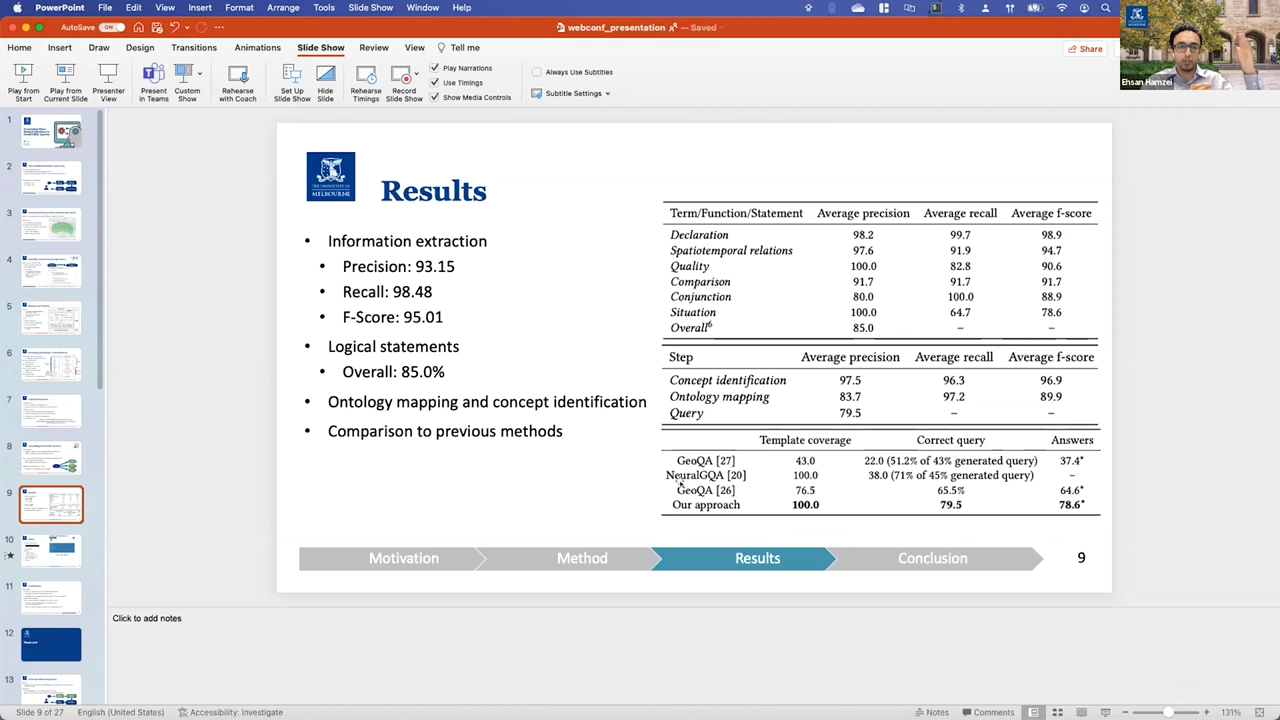 AutoSave ON webconf_presentation — Saved
Home Insert Draw Design Transitions Animations Slide Show Review View Tell me
Share
Play from Start
Play from Current Slide
Presenter View
Present in Teams
Custom Show
Rehearse with Coach
Set Up Slide Show
Hide Slide
Rehearse Timings
Record Slide Show
Play Narrations
Use Timings
Show Media Controls
Always Use Subtitles
Subtitle Settings
Ehsan Hamzei
THE UNIVERSITY OF
MELBOURNE
Results
• Information extraction
• Precision: 93.15
• Recall: 98.48
• F-Score: 95.01
• Logical statements
• Overall: 85.0%
• Ontology mapping and concept identification
• Comparison to previous methods
Term/Function/Statement Average precision Average recall Average f-score
Declaration 98.2 99.7 98.9
Spatiotemporal relations 97.6 91.9 94.7
Quality 100.0 82.8 90.6
Comparison 91.7 91.7 91.7
Conjunction 80.0 100.0 88.9
Situation 100.0 64.7 78.6
Overall⁶ 85.0 – –
Step Average precision Average recall Average f-score
Concept identification 97.5 96.3 96.9
Ontology mapping 83.7 97.2 89.9
Query 79.5 – –
Template coverage Correct query Answers
GeoQA [27] 43.0 22.0 (51.2% of 43% generated query) 37.4*
NeuralGQA [20] 100.0 38.0 (71% of 45% generated query) –
GeoQA [26] 76.5 65.5% 64.6*
Our approach 100.0 79.5 78.6*
Motivation Method Results Conclusion 9
2
8
10
11
12
13
Click to add notes
Slide 9 of 27 English (United States) Accessibility: Investigate Notes Comments 131%